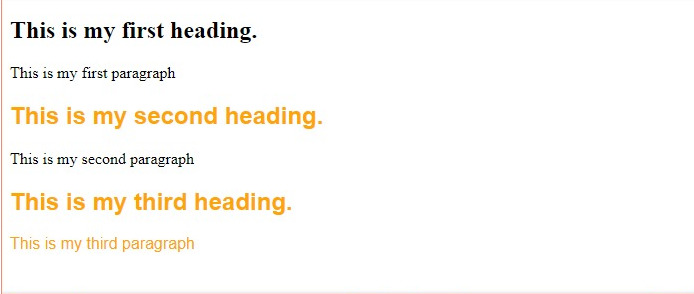 This is my first heading.
This is my first paragraph
This is my second heading.
This is my second paragraph
This is my third heading.
This is my third paragraph